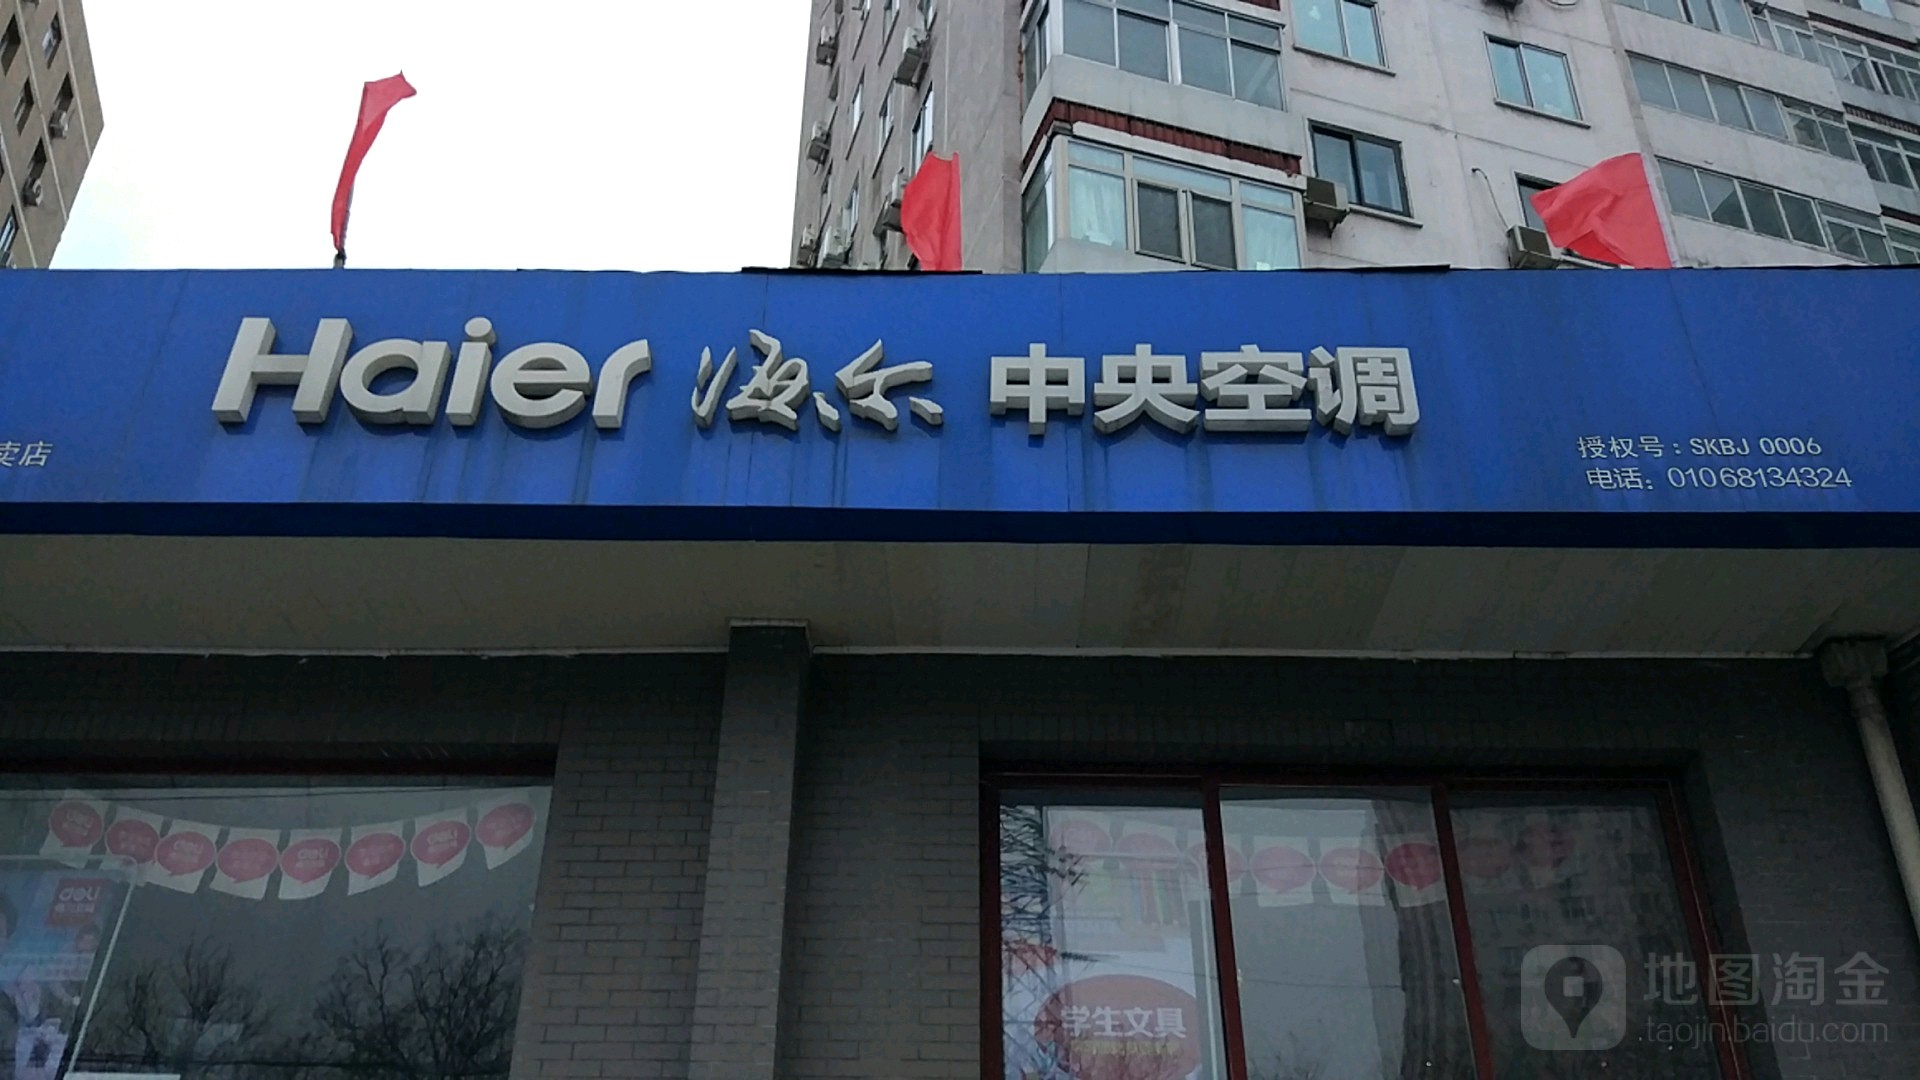 Haier 海尔 中央空调
卖店
授权号：SKBJ 0006
电话：01068134324
deli
学生文具
地图淘金
taojin.baidu.com